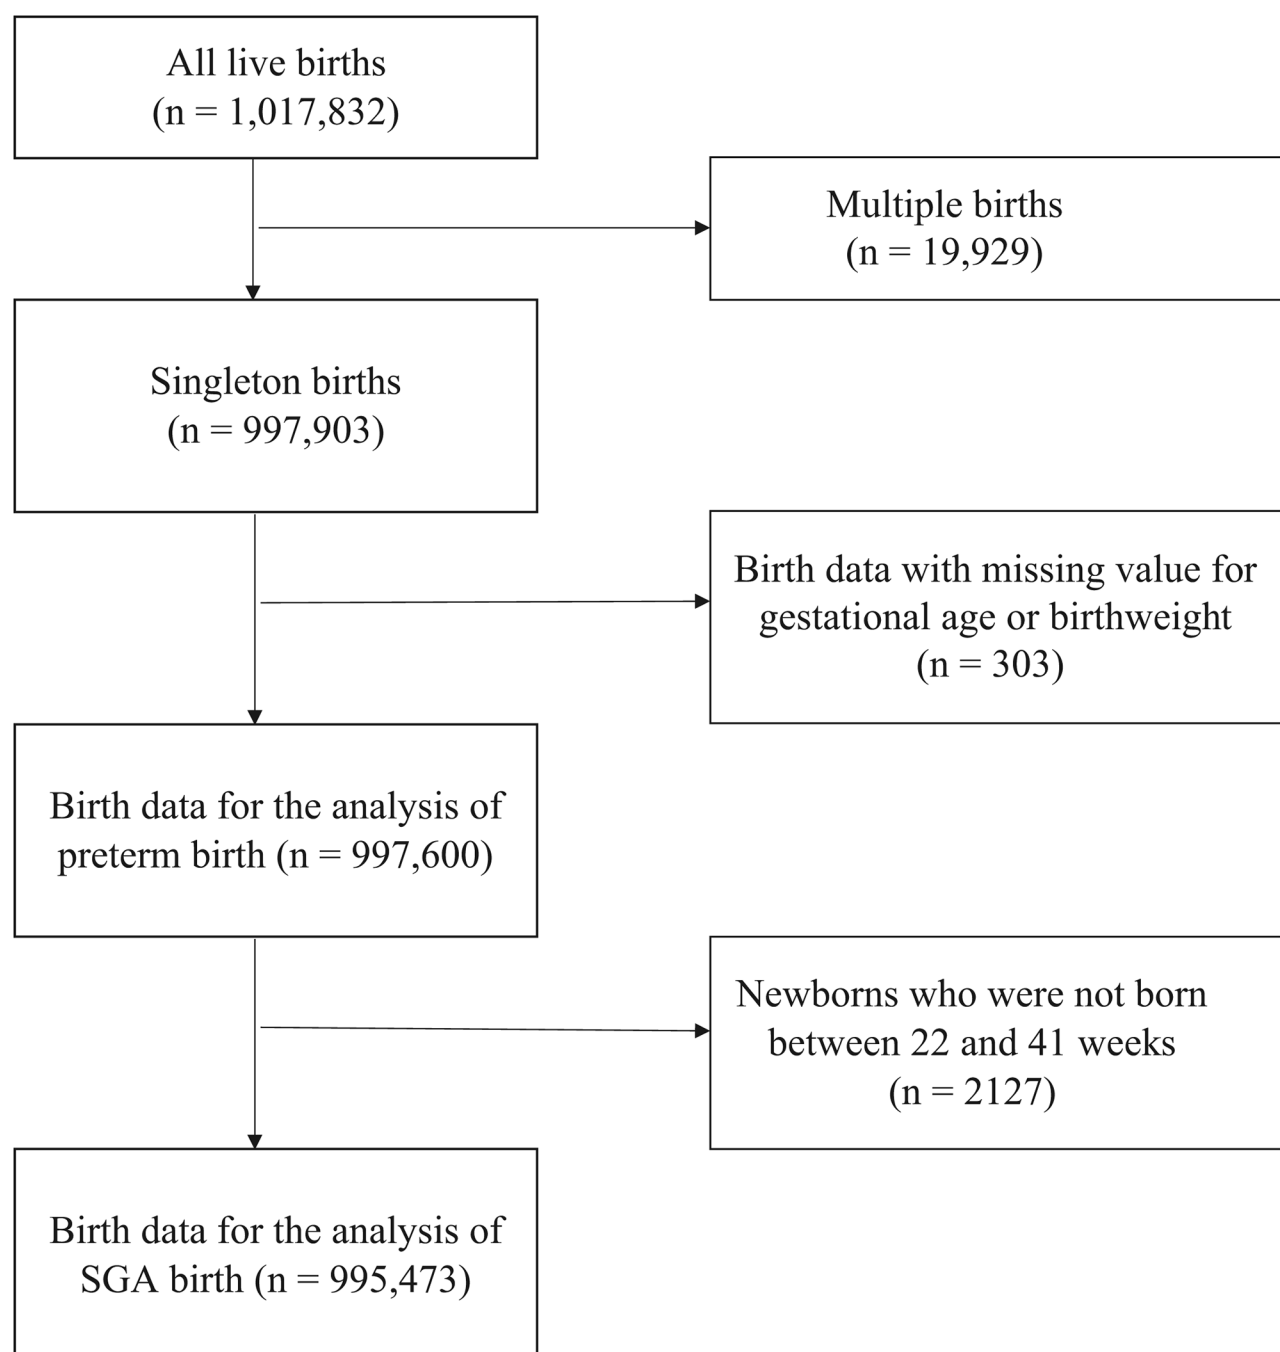 All live births
(n = 1,017,832)
Multiple births
(n = 19,929)
Singleton births
(n = 997,903)
Birth data with missing value for
gestational age or birthweight
(n = 303)
Birth data for the analysis of
preterm birth (n = 997,600)
Newborns who were not born
between 22 and 41 weeks
(n = 2127)
Birth data for the analysis of
SGA birth (n = 995,473)